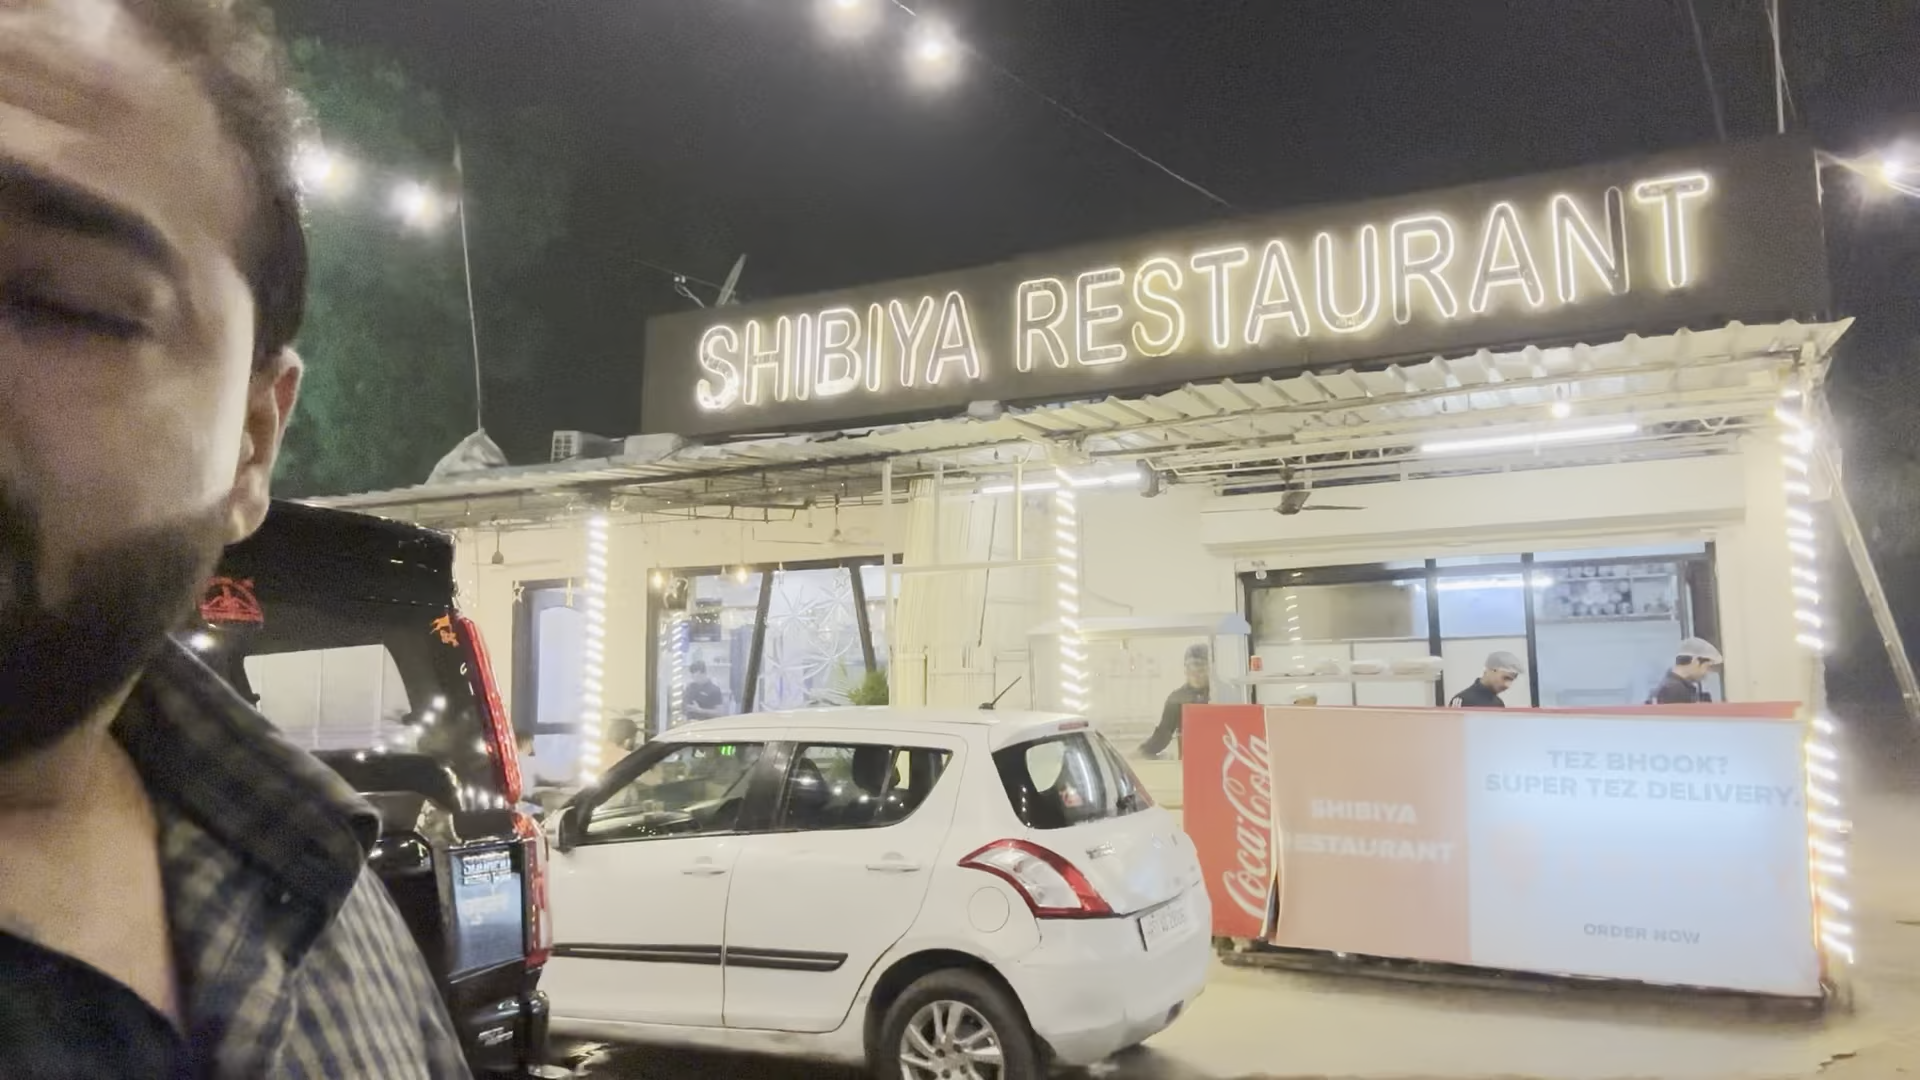 SHIBIYA RESTAURANT
Coca-Cola
SHIBIYA
RESTAURANT
TEZ BHOOK?
SUPER TEZ DELIVERY.
ORDER NOW